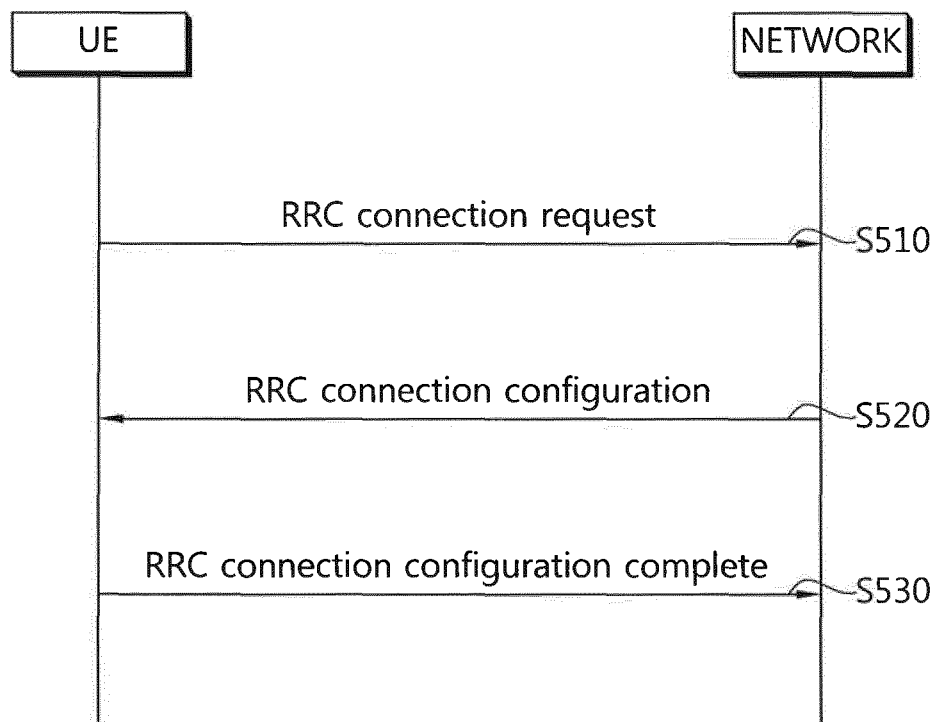 UE
NETWORK
RRC connection request
S510
RRC connection configuration
S520
RRC connection configuration complete
S530